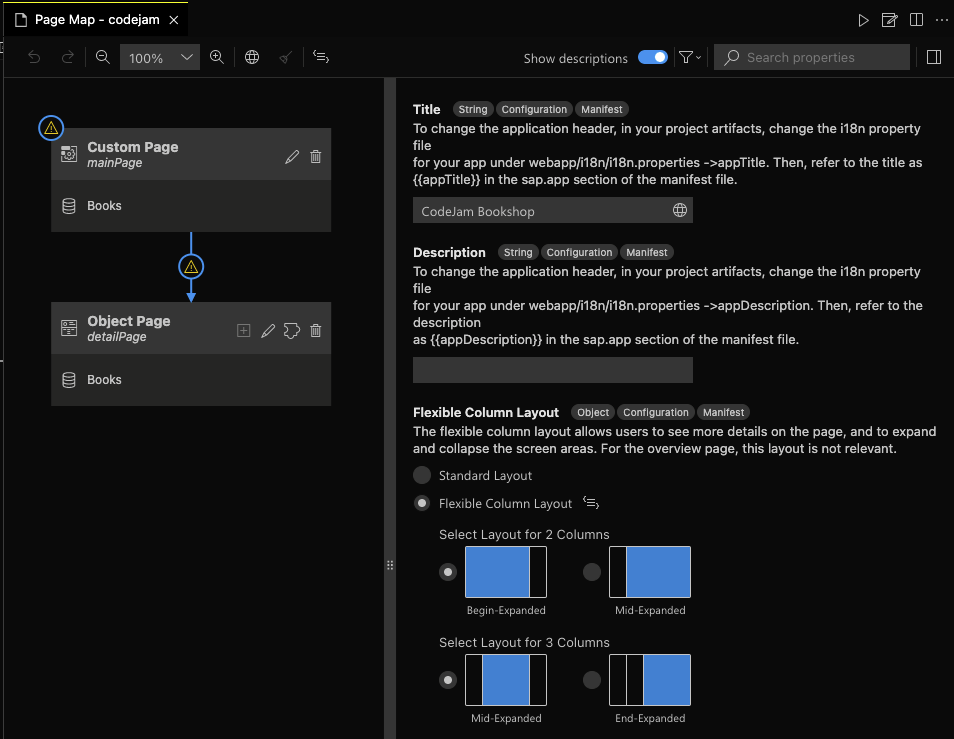 Page Map - codejam
100%
Show descriptions
Search properties
Custom Page
mainPage
Books
Object Page
detailPage
Books
Title String Configuration Manifest
To change the application header, in your project artifacts, change the i18n property
file
for your app under webapp/i18n/i18n.properties ->appTitle. Then, refer to the title as
{{appTitle}} in the sap.app section of the manifest file.
CodeJam Bookshop
Description String Configuration Manifest
To change the application header, in your project artifacts, change the i18n property
file
for your app under webapp/i18n/i18n.properties ->appDescription. Then, refer to the
description
as {{appDescription}} in the sap.app section of the manifest file.
Flexible Column Layout Object Configuration Manifest
The flexible column layout allows users to see more details on the page, and to expand
and collapse the screen areas. For the overview page, this layout is not relevant.
Standard Layout
Flexible Column Layout
Select Layout for 2 Columns
Begin-Expanded Mid-Expanded
Select Layout for 3 Columns
Mid-Expanded End-Expanded